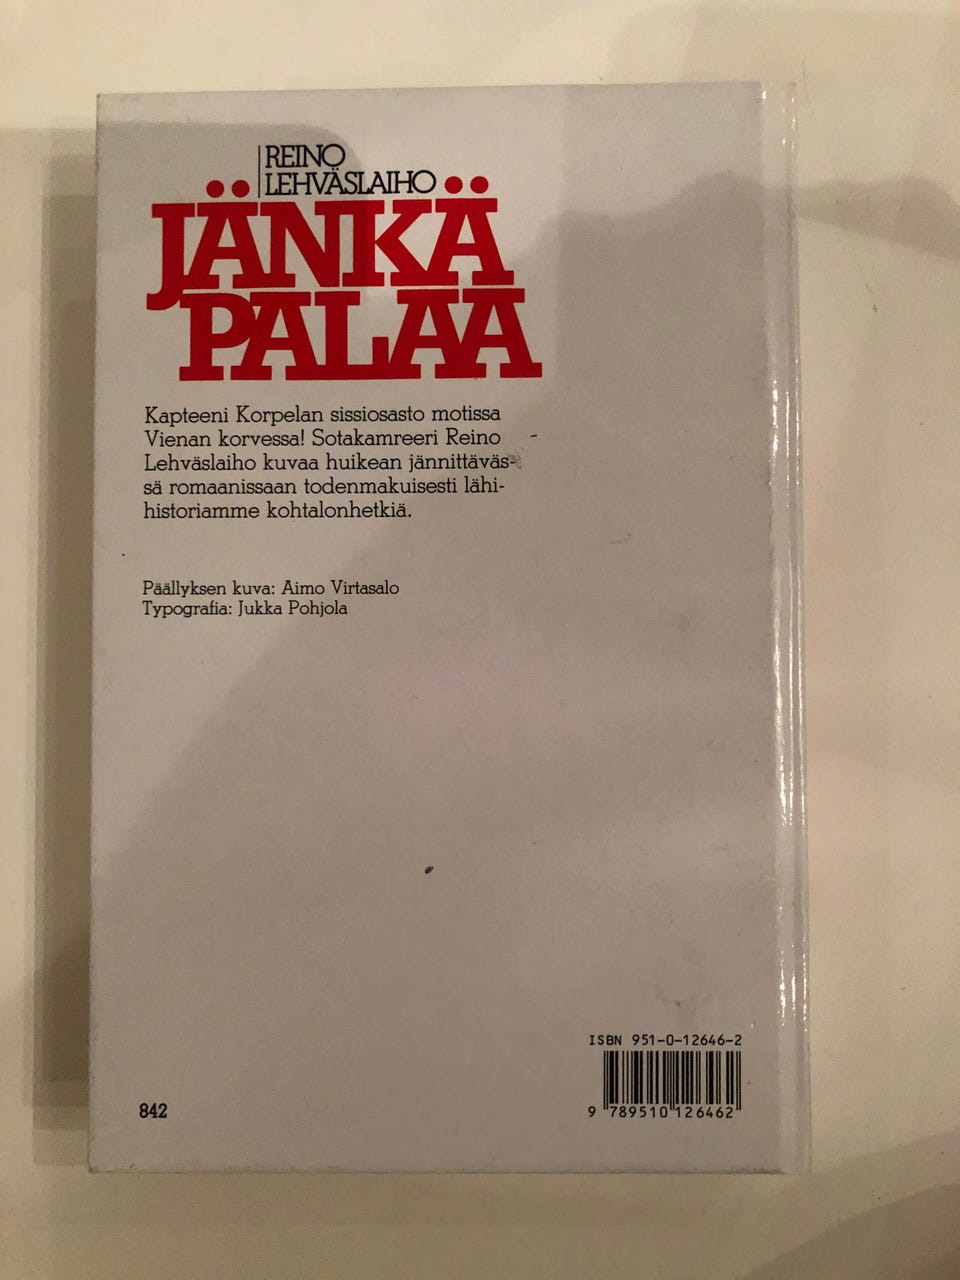 REINO
LEHVÄSLAIHO
JÄNKÄ
PALAA
Kapteeni Korpelan sissiosasto motissa
Vienan korvessa! Sotakamreeri Reino
Lehväslaiho kuvaa huikean jännittäväs-
sä romaanissaan todenmakuisesti lähi-
historiamme kohtalonhetkiä.
Päällyksen kuva: Aimo Virtasalo
Typografia: Jukka Pohjola
ISBN 951-0-12646-2
9 789510 126462
842